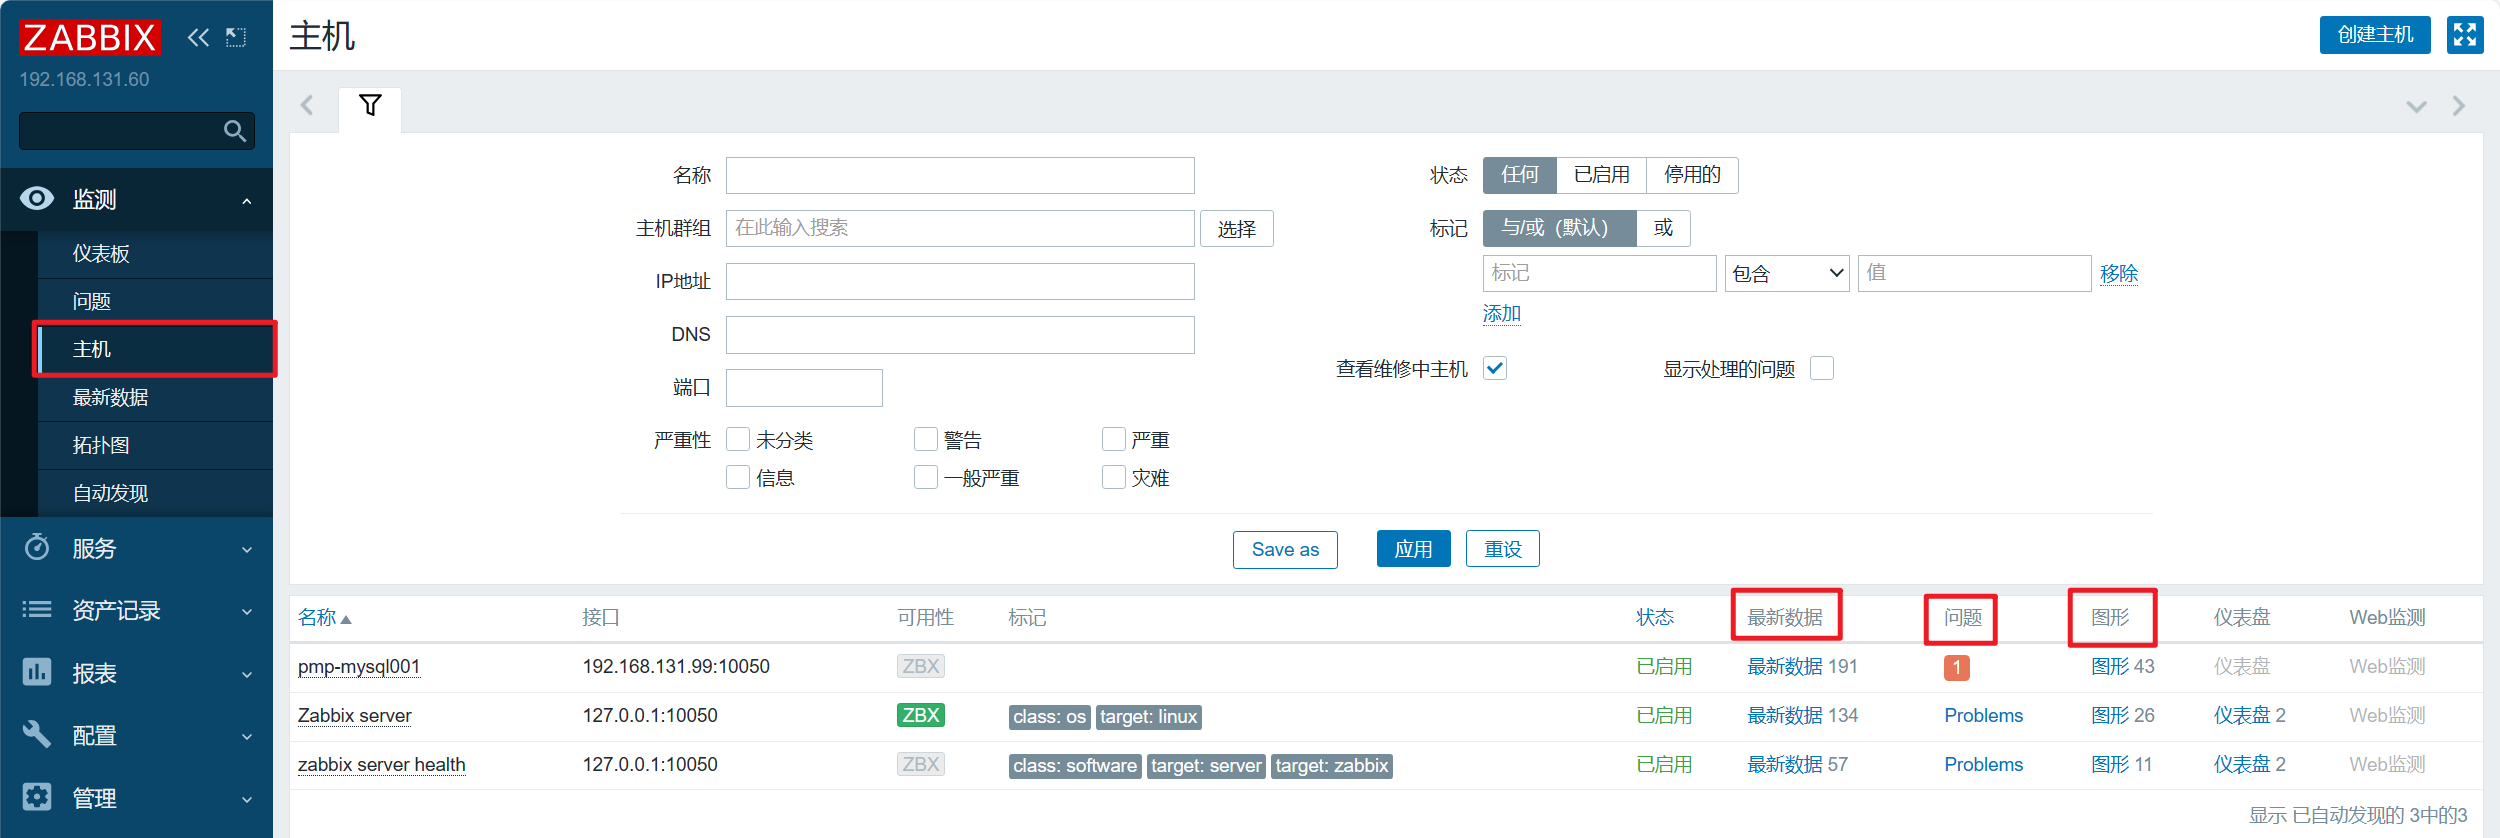 ZABBIX
192.168.131.60
监测
仪表板
问题
主机
最新数据
拓扑图
自动发现
服务
资产记录
报表
配置
管理
主机
创建主机
名称
主机群组 在此输入搜索 选择
IP地址
DNS
端口
严重性 未分类 警告 严重
信息 一般严重 灾难
状态 任何 已启用 停用的
标记 与/或（默认） 或
标记 包含 值 移除
添加
查看维修中主机 显示处理的问题
Save as 应用 重设
名称 接口 可用性 标记 状态 最新数据 问题 图形 仪表盘 Web监测
pmp-mysql001 192.168.131.99:10050 ZBX 已启用 最新数据 191 1 图形 43 仪表盘 Web监测
Zabbix server 127.0.0.1:10050 ZBX class: os target: linux 已启用 最新数据 134 Problems 图形 26 仪表盘 2 Web监测
zabbix server health 127.0.0.1:10050 ZBX class: software target: server target: zabbix 已启用 最新数据 57 Problems 图形 11 仪表盘 2 Web监测
显示 已自动发现的 3中的3